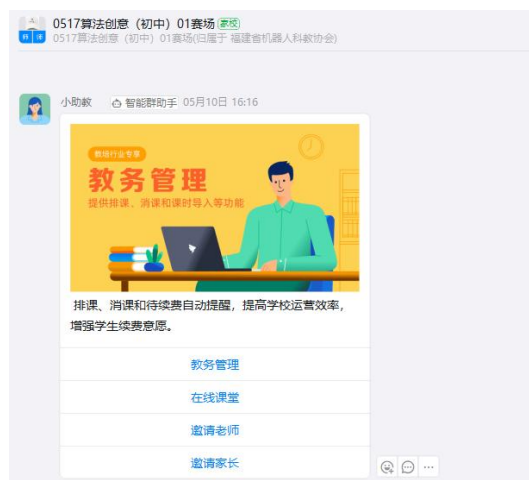 0517算法创意（初中）01赛场 家校
0517算法创意（初中）01赛场(归属于 福建省机器人科教协会)
小助教 智能群助手 05月10日 16:16
教培行业专享
教务管理
提供排课、消课和课时导入等功能
排课、消课和待续费自动提醒，提高学校运营效率，
增强学生续费意愿。
教务管理
在线课堂
邀请老师
邀请家长